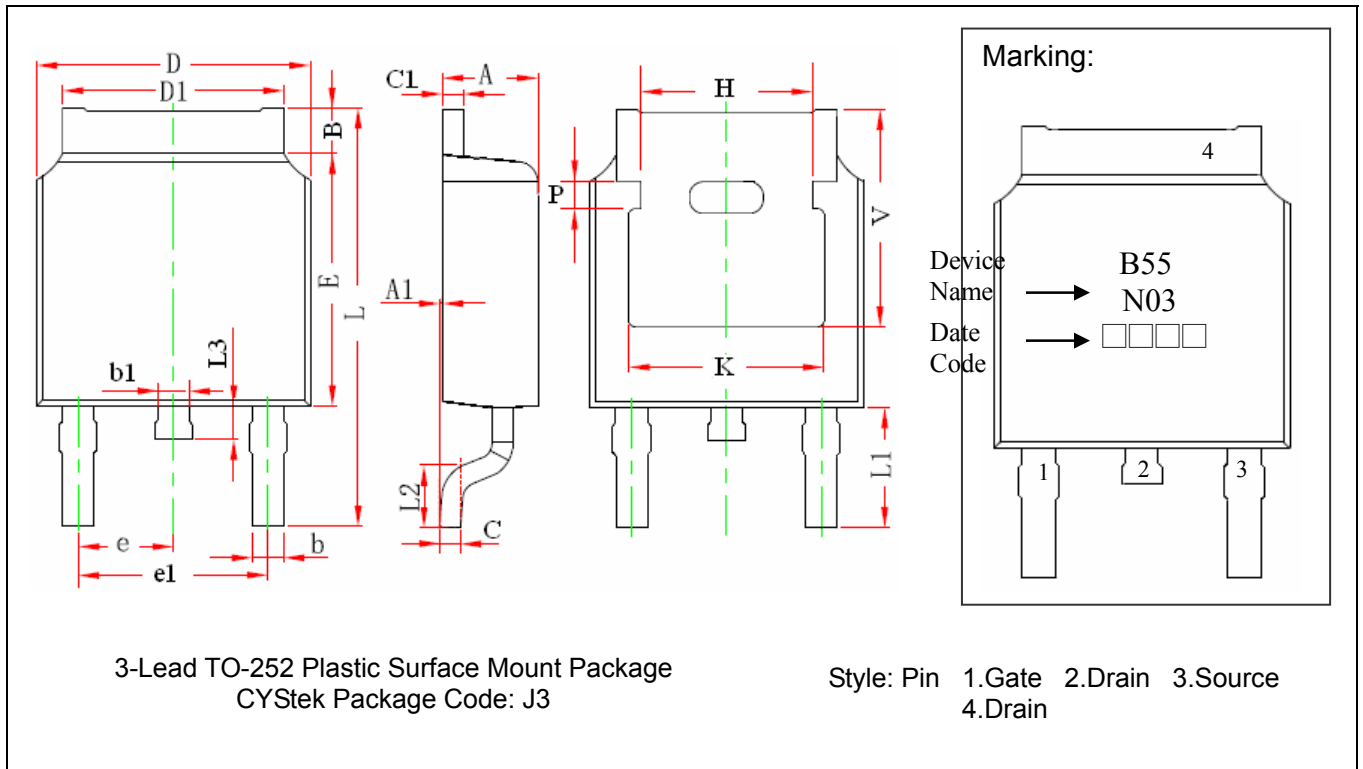 D
D1
B
E
L
L3
b1
e
e1
b
C1
A
A1
L2
C
H
P
V
K
L1
Marking:
4
Device
Name
B55
N03
Date
Code
□□□□
1 2 3
3-Lead TO-252 Plastic Surface Mount Package
CYStek Package Code: J3
Style: Pin 1.Gate 2.Drain 3.Source
4.Drain